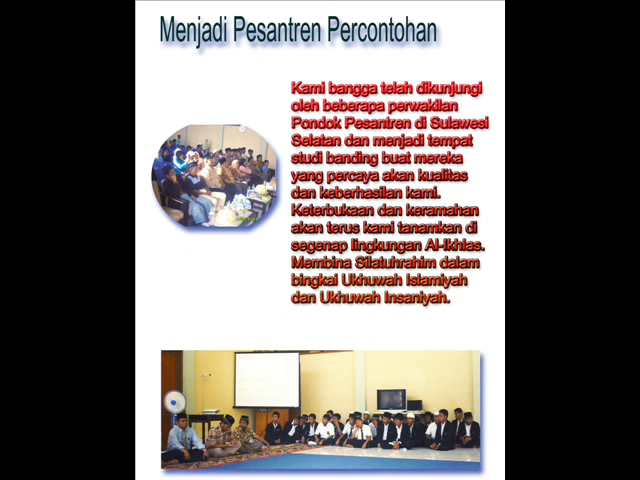 Menjadi Pesantren Percontohan
Kami bangga telah dikunjungi
oleh beberapa perwakilan
Pondok Pesantren di Sulawesi
Selatan dan menjadi tempat
studi banding buat mereka
yang percaya akan kualitas
dan keberhasilan kami.
Keterbukaan dan keramahan
akan terus kami tanamkan di
segenap lingkungan Al-Ikhlas.
Membina Silatuhrahim dalam
bingkai Ukhuwah Islamiyah
dan Ukhuwah Insaniyah.